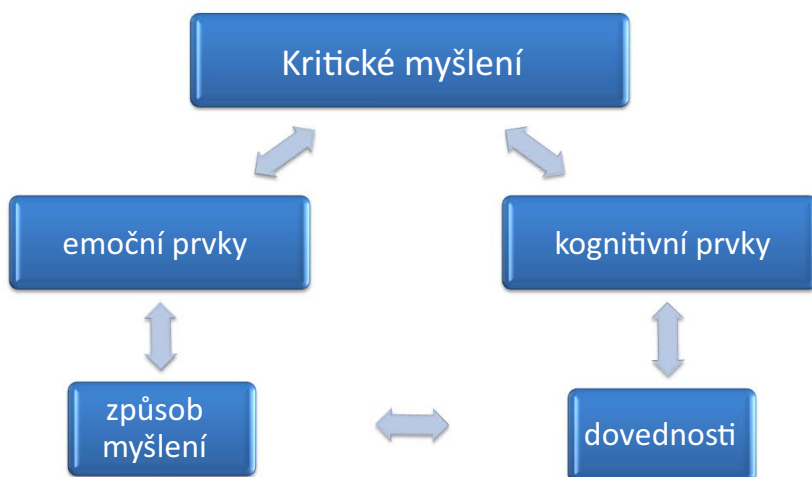 Kritické myšlení
emoční prvky
kognitivní prvky
způsob
myšlení
dovednosti